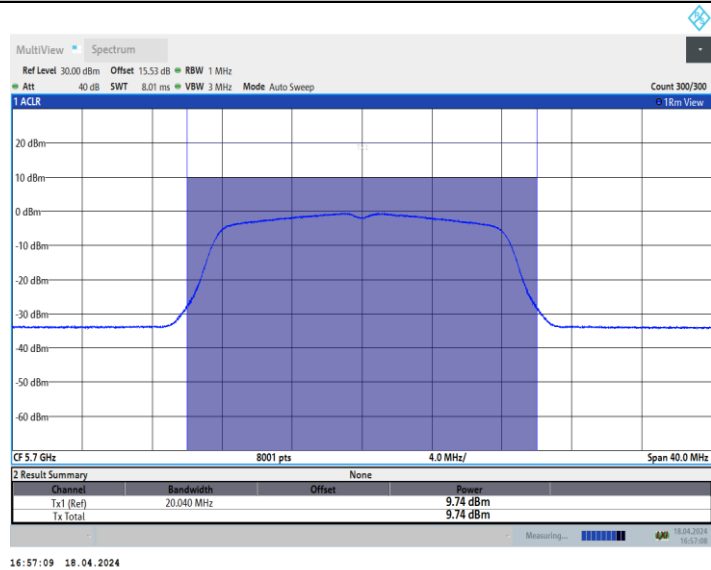 MultiView Spectrum
Ref Level 30.00 dBm Offset 15.53 dB RBW 1 MHz
Att 40 dB SWT 8.01 ms VBW 3 MHz Mode Auto Sweep Count 300/300
1 ACLR 1Rm View
20 dBm
10 dBm
0 dBm
-10 dBm
-20 dBm
-30 dBm
-40 dBm
-50 dBm
-60 dBm
CF 5.7 GHz 8001 pts 4.0 MHz/ Span 40.0 MHz
2 Result Summary None
Channel Bandwidth Offset Power
Tx1 (Ref) 20.040 MHz 9.74 dBm
Tx Total 9.74 dBm
Measuring... 18.04.2024
16:57:08
16:57:09 18.04.2024